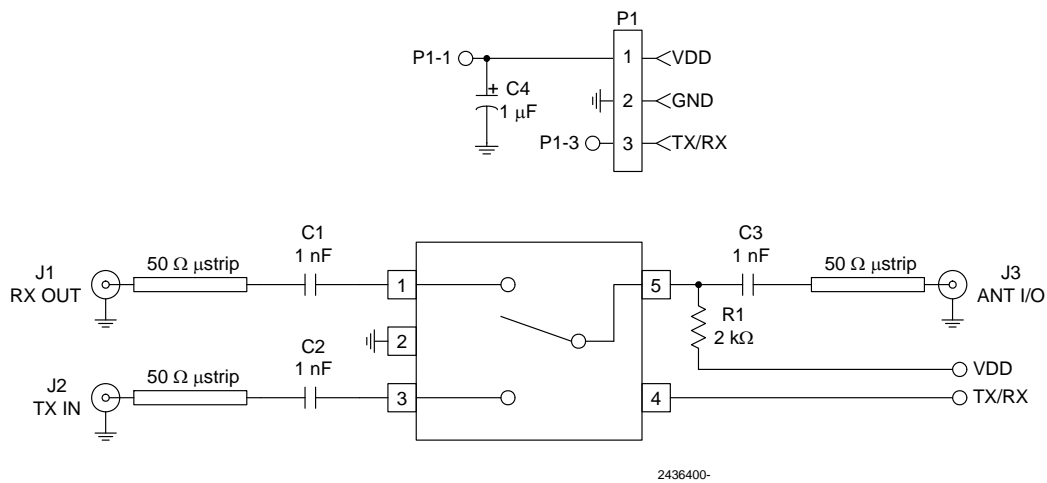 P1
P1-1
1
VDD
+ C4
1 μF
2
GND
P1-3
3
TX/RX
J1
RX OUT
50 Ω μstrip
C1
1 nF
1
5
C3
1 nF
50 Ω μstrip
J3
ANT I/O
R1
2 kΩ
2
VDD
J2
TX IN
50 Ω μstrip
C2
1 nF
3
4
TX/RX
2436400-